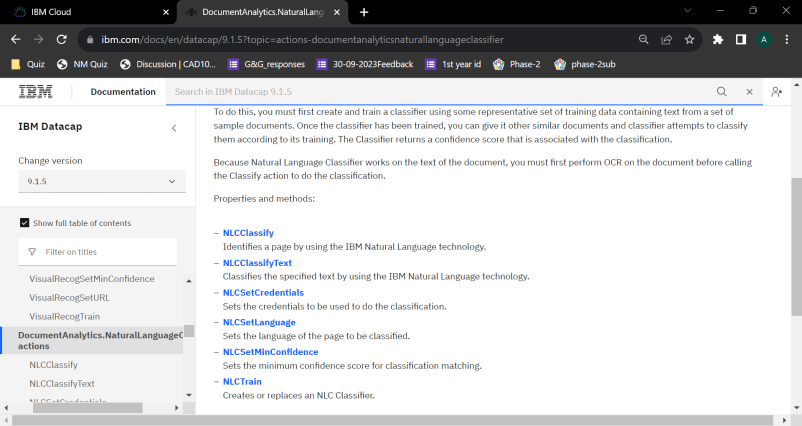 IBM Cloud
DocumentAnalytics.NaturalLang
ibm.com/docs/en/datacap/9.1.5?topic=actions-documentanalyticsnaturallanguageclassifier
A
Quiz
NM Quiz
Discussion | CAD10...
G&G_responses
30-09-2023Feedback
1st year id
Phase-2
phase-2sub
IBM
Documentation
Search in IBM Datacap 9.1.5
IBM Datacap
Change version
9.1.5
Show full table of contents
Filter on titles
VisualRecogSetMinConfidence
VisualRecogSetURL
VisualRecogTrain
DocumentAnalytics.NaturalLanguageC
actions
NLCClassify
NLCClassifyText
NLCSetCredentials
To do this, you must first create and train a classifier using some representative set of training data containing text from a set of
sample documents. Once the classifier has been trained, you can give it other similar documents and classifier attempts to classify
them according to its training. The Classifier returns a confidence score that is associated with the classification.
Because Natural Language Classifier works on the text of the document, you must first perform OCR on the document before calling
the Classify action to do the classification.
Properties and methods:
– NLCClassify
Identifies a page by using the IBM Natural Language technology.
– NLCClassifyText
Classifies the specified text by using the IBM Natural Language technology.
– NLCSetCredentials
Sets the credentials to be used to do the classification.
– NLCSetLanguage
Sets the language of the page to be classified.
– NLCSetMinConfidence
Sets the minimum confidence score for classification matching.
– NLCTrain
Creates or replaces an NLC Classifier.